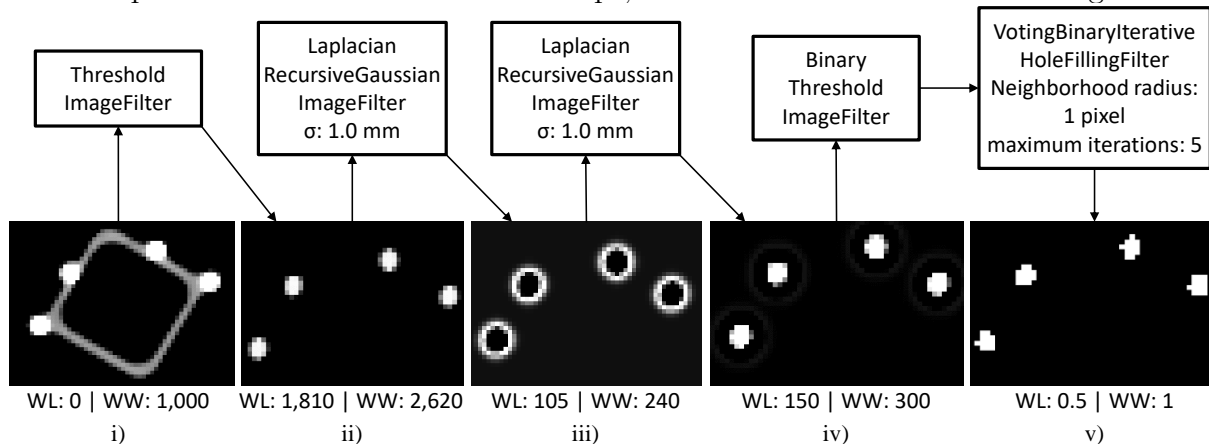 Threshold
ImageFilter
Laplacian
RecursiveGaussian
ImageFilter
σ: 1.0 mm
Laplacian
RecursiveGaussian
ImageFilter
σ: 1.0 mm
Binary
Threshold
ImageFilter
VotingBinaryIterative
HoleFillingFilter
Neighborhood radius:
1 pixel
maximum iterations: 5
WL: 0 | WW: 1,000
WL: 1,810 | WW: 2,620
WL: 105 | WW: 240
WL: 150 | WW: 300
WL: 0.5 | WW: 1
i)
ii)
iii)
iv)
v)